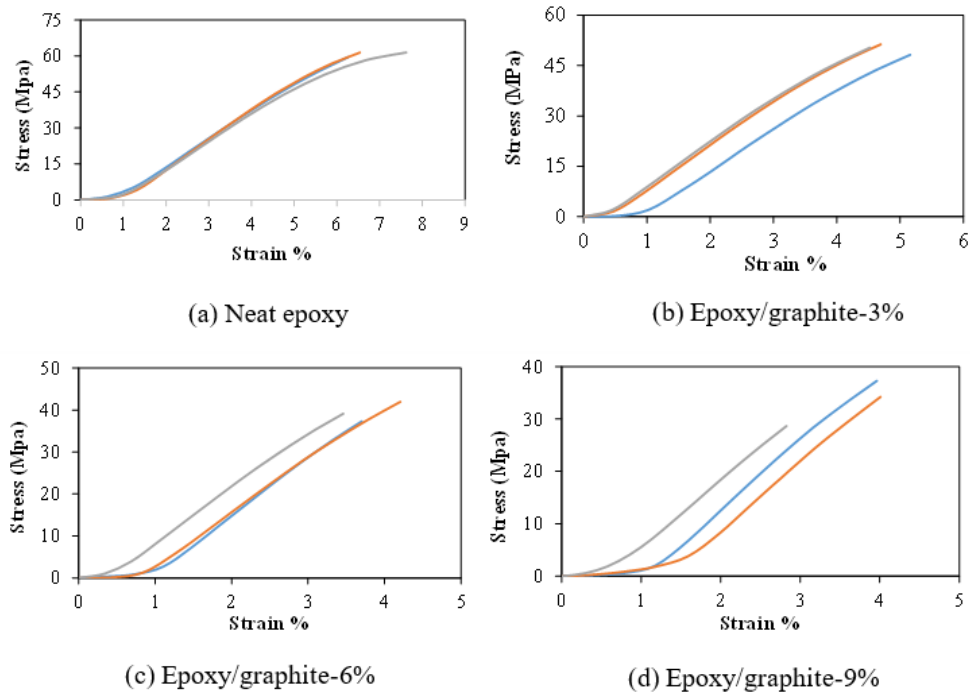 Stress (Mpa)
75
60
45
30
15
0
0 1 2 3 4 5 6 7 8 9
Strain %
(a) Neat epoxy
Stress (MPa)
60
45
30
15
0
0 1 2 3 4 5 6
Strain %
(b) Epoxy/graphite-3%
Stress (Mpa)
50
40
30
20
10
0
0 1 2 3 4 5
Strain %
(c) Epoxy/graphite-6%
Stress (Mpa)
40
30
20
10
0
0 1 2 3 4 5
Strain %
(d) Epoxy/graphite-9%